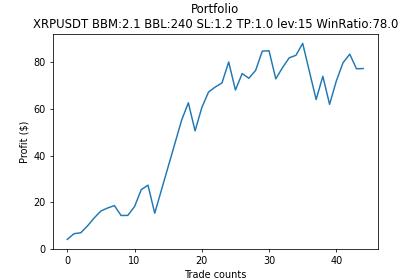 Portfolio
XRPUSDT BBM:2.1 BBL:240 SL:1.2 TP:1.0 lev:15 WinRatio:78.0
80
60
40
20
0
Profit ($)
0 10 20 30 40
Trade counts